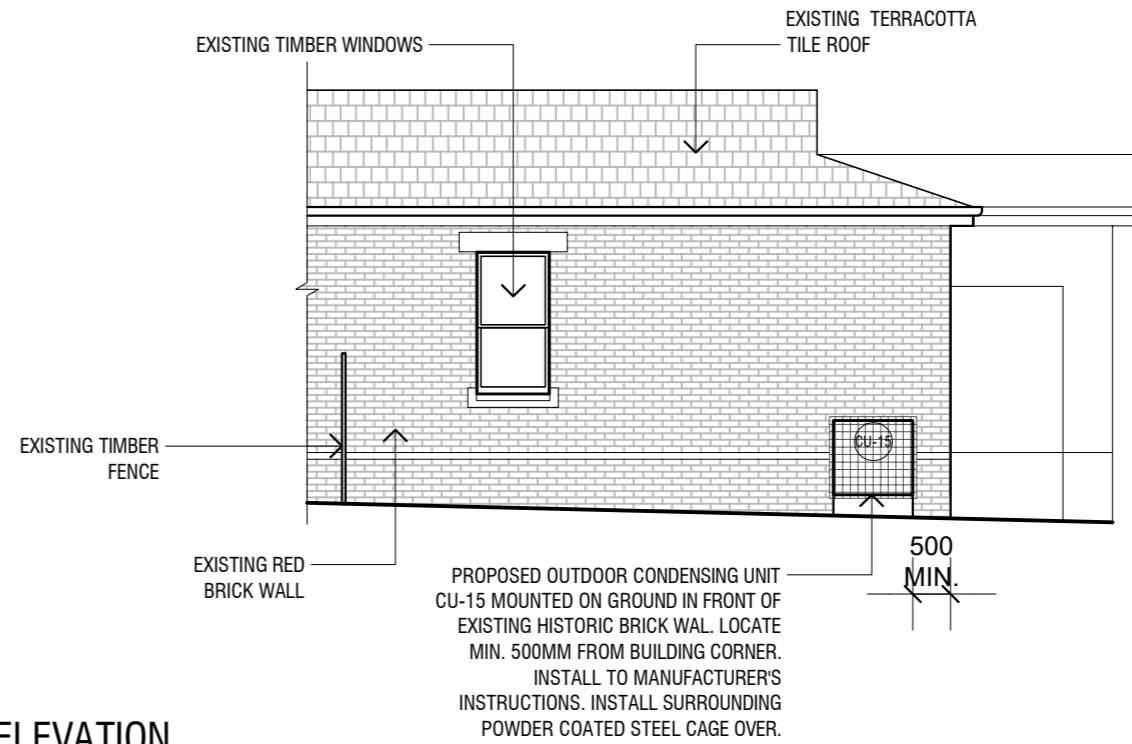 EXISTING TERRACOTTA
TILE ROOF
EXISTING TIMBER WINDOWS
CU-15
EXISTING TIMBER
FENCE
EXISTING RED
BRICK WALL
500
MIN.
PROPOSED OUTDOOR CONDENSING UNIT
CU-15 MOUNTED ON GROUND IN FRONT OF
EXISTING HISTORIC BRICK WAL. LOCATE
MIN. 500MM FROM BUILDING CORNER.
INSTALL TO MANUFACTURER'S
INSTRUCTIONS. INSTALL SURROUNDING
POWDER COATED STEEL CAGE OVER.
ELEVATION